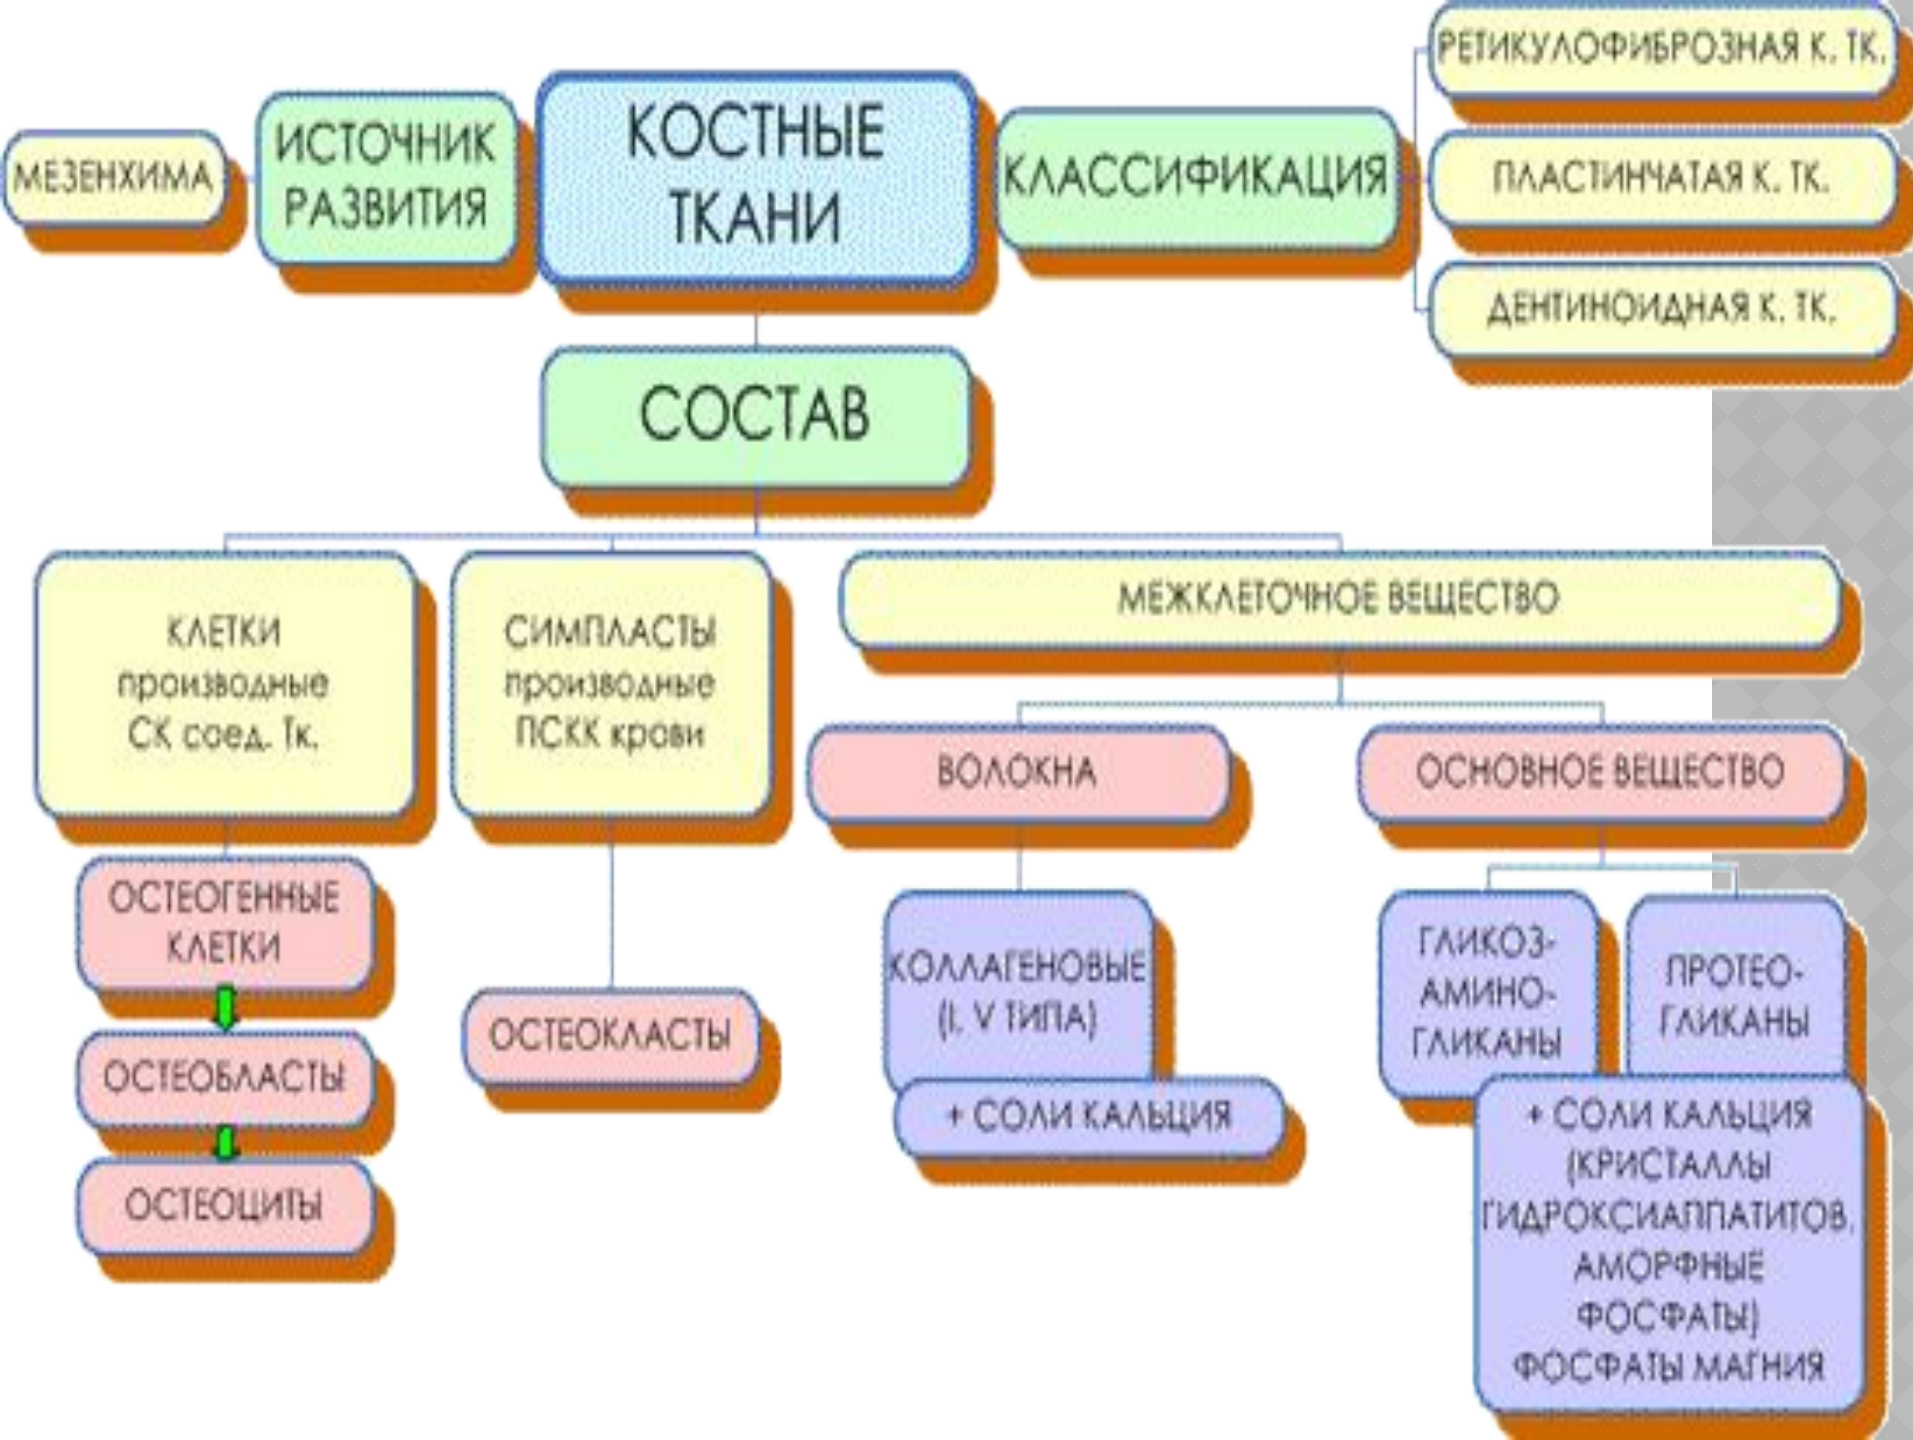 МЕЗЕНХИМА
ИСТОЧНИК
РАЗВИТИЯ
КОСТНЫЕ
ТКАНИ
КЛАССИФИКАЦИЯ
РЕТИКУЛОФИБРОЗНАЯ К. ТК.
ПЛАСТИНЧАТАЯ К. ТК.
ДЕНТИНОИДНАЯ К. ТК.
СОСТАВ
КЛЕТКИ
производные
СК соед. Тк.
СИМПЛАСТЫ
производные
ПСКК крови
МЕЖКЛЕТОЧНОЕ ВЕЩЕСТВО
ВОЛОКНА
ОСНОВНОЕ ВЕЩЕСТВО
ОСТЕОГЕННЫЕ
КЛЕТКИ
ОСТЕОБЛАСТЫ
ОСТЕОЦИТЫ
ОСТЕОКЛАСТЫ
КОЛЛАГЕНОВЫЕ
(I, V ТИПА)
+ СОЛИ КАЛЬЦИЯ
ГЛИКОЗ-
АМИНО-
ГЛИКАНЫ
ПРОТЕО-
ГЛИКАНЫ
+ СОЛИ КАЛЬЦИЯ
(КРИСТАЛЛЫ
ГИДРОКСИАППАТИТОВ,
АМОРФНЫЕ
ФОСФАТЫ)
ФОСФАТЫ МАГНИЯ